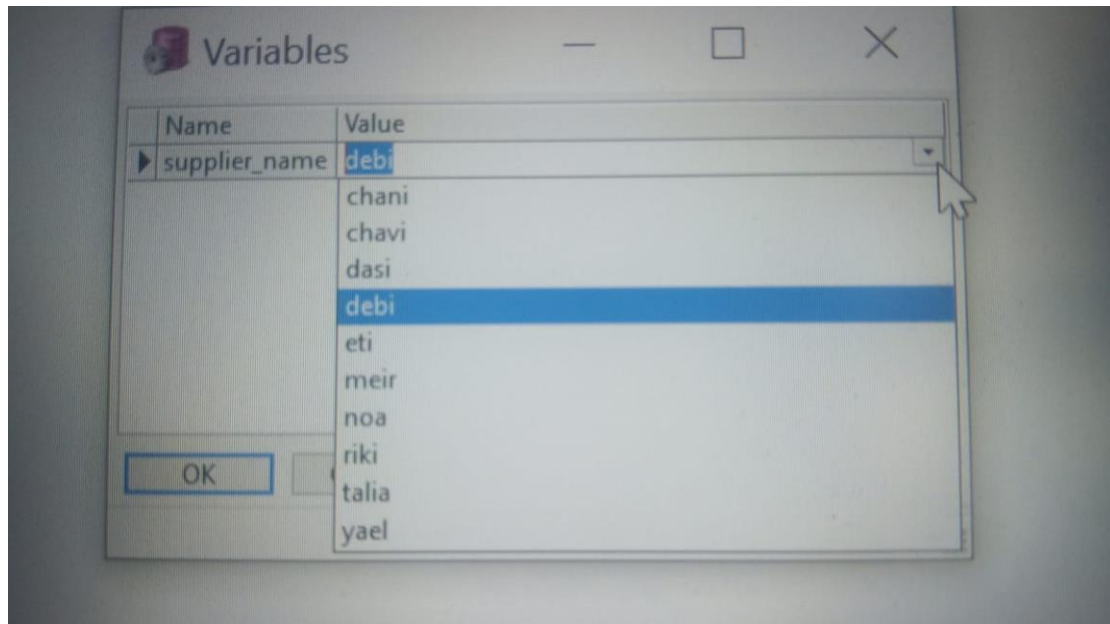 Variables
Name Value
supplier_name debi
chani
chavi
dasi
debi
eti
meir
noa
riki
talia
yael
OK